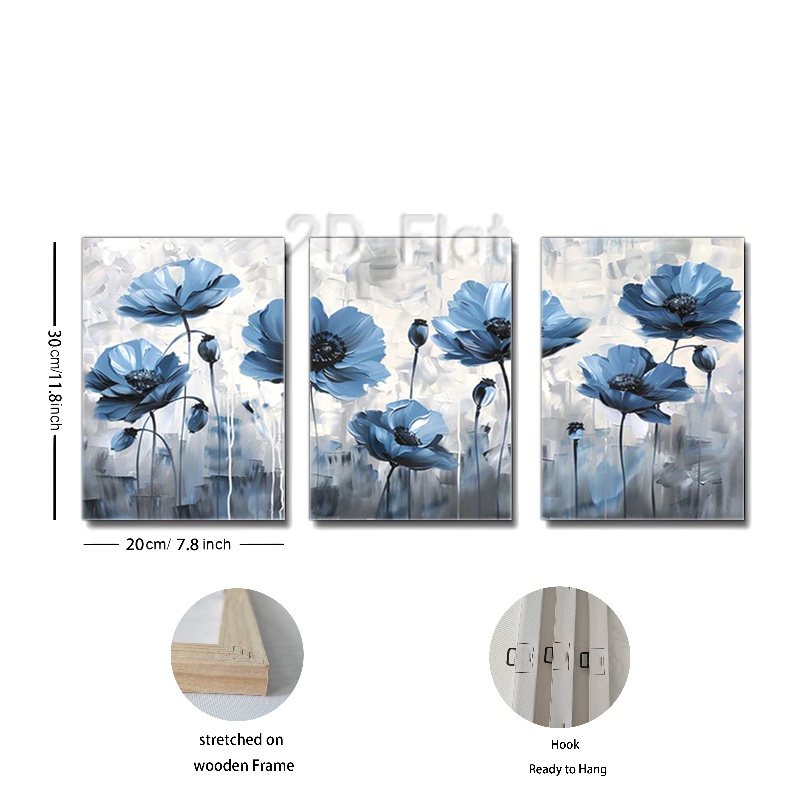 2D Flat
30cm/11.8inch
20cm/ 7.8 inch
stretched on
wooden Frame
Hook
Ready to Hang